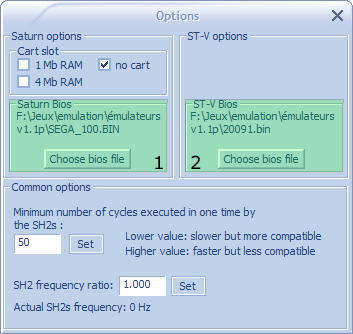 Options
Saturn options
Cart slot
1 Mb RAM
no cart
4 Mb RAM
Saturn Bios
F:\Jeux\emulation\émulateurs
v1.1p\SEGA_100.BIN
Choose bios file
1
ST-V options
ST-V Bios
F:\Jeux\emulation\émulateurs
v1.1p\20091.bin
2
Choose bios file
Common options
Minimum number of cycles executed in one time by
the SH2s :
50
Set
Lower value: slower but more compatible
Higher value: faster but less compatible
SH2 frequency ratio:
1.000
Set
Actual SH2s frequency: 0 Hz